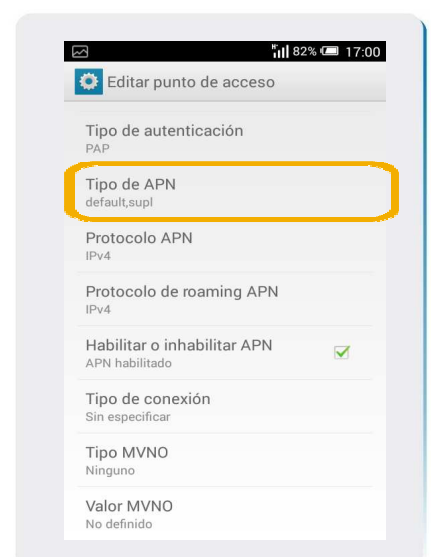 H 82% 17:00
Editar punto de acceso
Tipo de autenticación
PAP
Tipo de APN
default,supl
Protocolo APN
IPv4
Protocolo de roaming APN
IPv4
Habilitar o inhabilitar APN
APN habilitado
Tipo de conexión
Sin especificar
Tipo MVNO
Ninguno
Valor MVNO
No definido